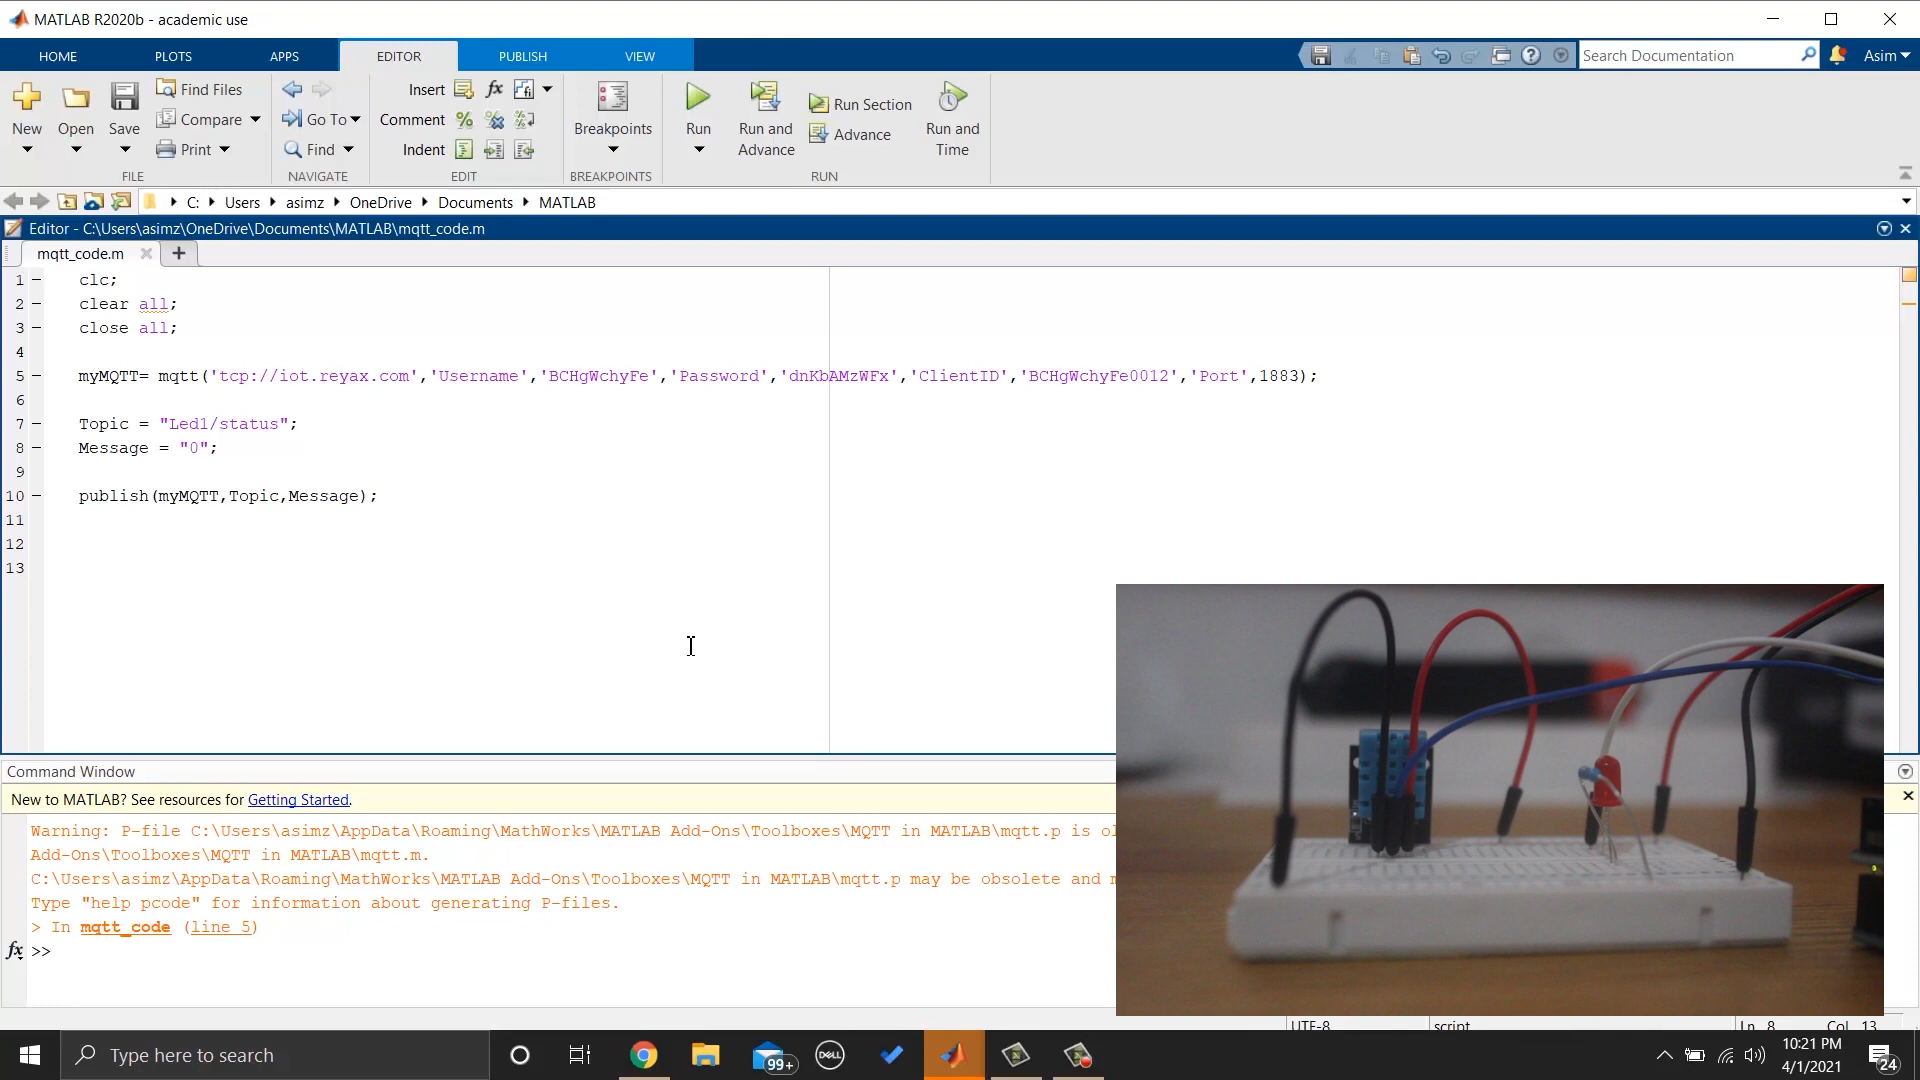 MATLAB R2020b - academic use
HOME
PLOTS
APPS
EDITOR
PUBLISH
VIEW
Search Documentation
Asim
New
Open
Save
Find Files
Compare
Print
FILE
Go To
Find
NAVIGATE
Insert
fx
Comment
Indent
EDIT
Breakpoints
BREAKPOINTS
Run
Run and Advance
Run Section
Advance
Run and Time
RUN
C: Users asimz OneDrive Documents MATLAB
Editor - C:\Users\asimz\OneDrive\Documents\MATLAB\mqtt_code.m
mqtt_code.m
1 clc;
2 clear all;
3 close all;
4
5 myMQTT= mqtt('tcp://iot.reyax.com','Username','BCHgWchyFe','Password','dnKbAMzWFx','ClientID','BCHgWchyFe0012','Port',1883);
6
7 Topic = "Led1/status";
8 Message = "0";
9
10 publish(myMQTT,Topic,Message);
11
12
13
Command Window
New to MATLAB? See resources for Getting Started.
Warning: P-file C:\Users\asimz\AppData\Roaming\MathWorks\MATLAB Add-Ons\Toolboxes\MQTT in MATLAB\mqtt.p is
Add-Ons\Toolboxes\MQTT in MATLAB\mqtt.m.
C:\Users\asimz\AppData\Roaming\MathWorks\MATLAB Add-Ons\Toolboxes\MQTT in MATLAB\mqtt.p may be obsolete and
Type "help pcode" for information about generating P-files.
> In mqtt_code (line 5)
fx >>
UTF-8
script
Ln 8
Col 13
Type here to search
99+
DELL
10:21 PM
4/1/2021
24